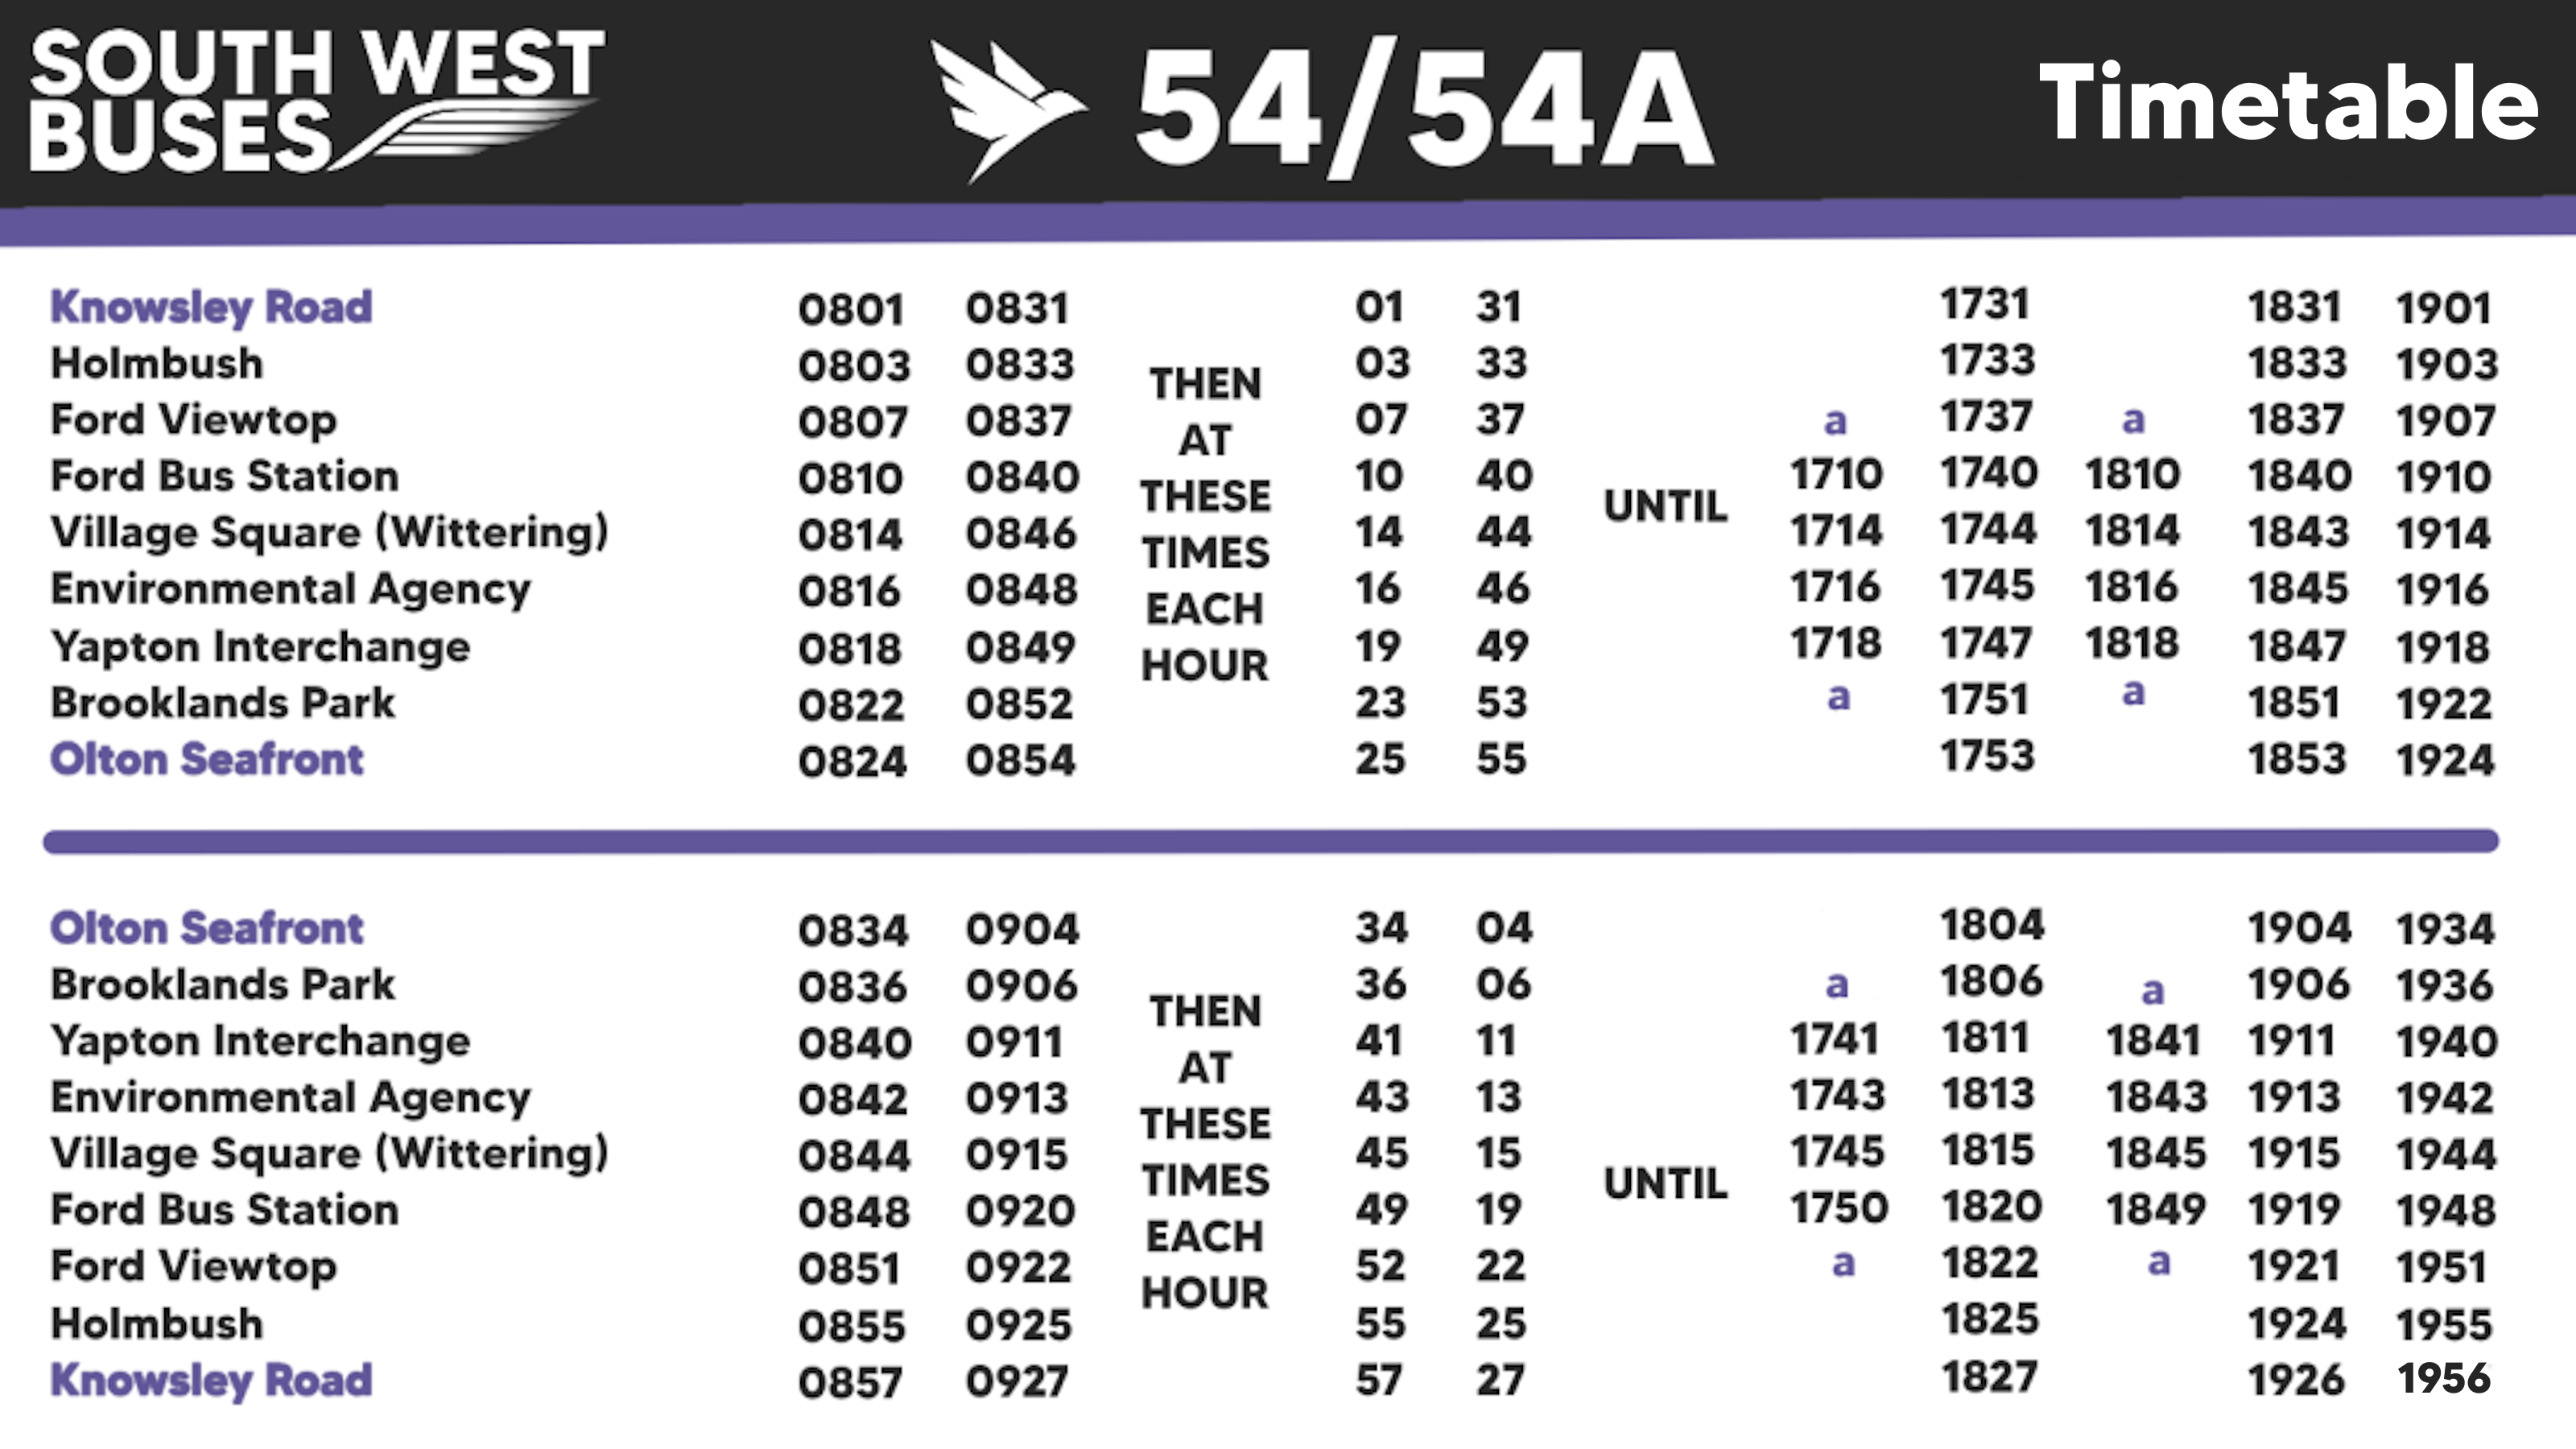 SOUTH WEST BUSES 54/54A Timetable
Knowsley Road 0801 0831 01 31 1731 1831 1901
Holmbush 0803 0833 THEN 03 33 1733 1833 1903
Ford Viewtop 0807 0837 AT 07 37 a 1737 a 1837 1907
Ford Bus Station 0810 0840 THESE 10 40 UNTIL 1710 1740 1810 1840 1910
Village Square (Wittering) 0814 0846 TIMES 14 44 1714 1744 1814 1843 1914
Environmental Agency 0816 0848 EACH 16 46 1716 1745 1816 1845 1916
Yapton Interchange 0818 0849 HOUR 19 49 1718 1747 1818 1847 1918
Brooklands Park 0822 0852 23 53 a 1751 a 1851 1922
Olton Seafront 0824 0854 25 55 1753 1853 1924
Olton Seafront 0834 0904 34 04 1804 1904 1934
Brooklands Park 0836 0906 THEN 36 06 a 1806 a 1906 1936
Yapton Interchange 0840 0911 AT 41 11 1741 1811 1841 1911 1940
Environmental Agency 0842 0913 THESE 43 13 1743 1813 1843 1913 1942
Village Square (Wittering) 0844 0915 TIMES 45 15 UNTIL 1745 1815 1845 1915 1944
Ford Bus Station 0848 0920 EACH 49 19 1750 1820 1849 1919 1948
Ford Viewtop 0851 0922 HOUR 52 22 a 1822 a 1921 1951
Holmbush 0855 0925 55 25 1825 1924 1955
Knowsley Road 0857 0927 57 27 1827 1926 1956